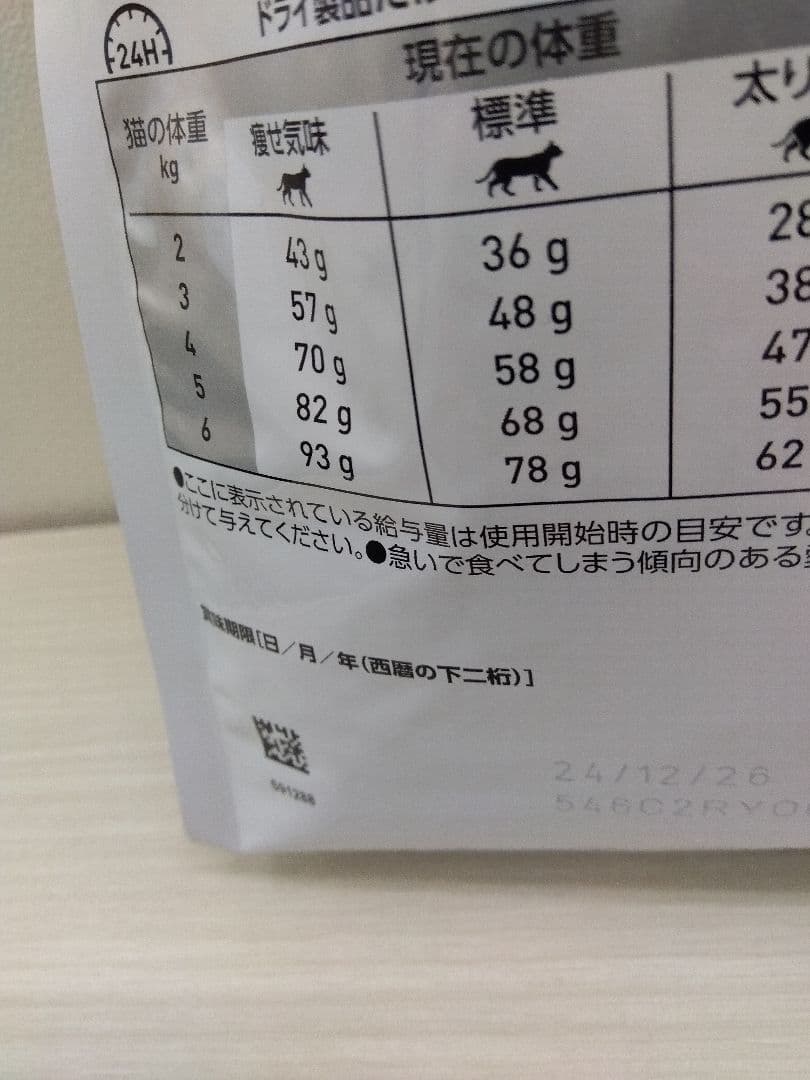 24H
ドライ製品
現在の体重
猫の体重 痩せ気味 標準 太り
kg
2 43g 36 g 28
3 57g 48 g 38
4 70g 58 g 47
5 82g 68 g 55
6 93g 78 g 62
●ここに表示されている給与量は使用開始時の目安です
分けて与えてください。●急いで食べてしまう傾向のある
賞味期限[日/月/年(西暦の下二桁)]
24/12/26
546C2RYO